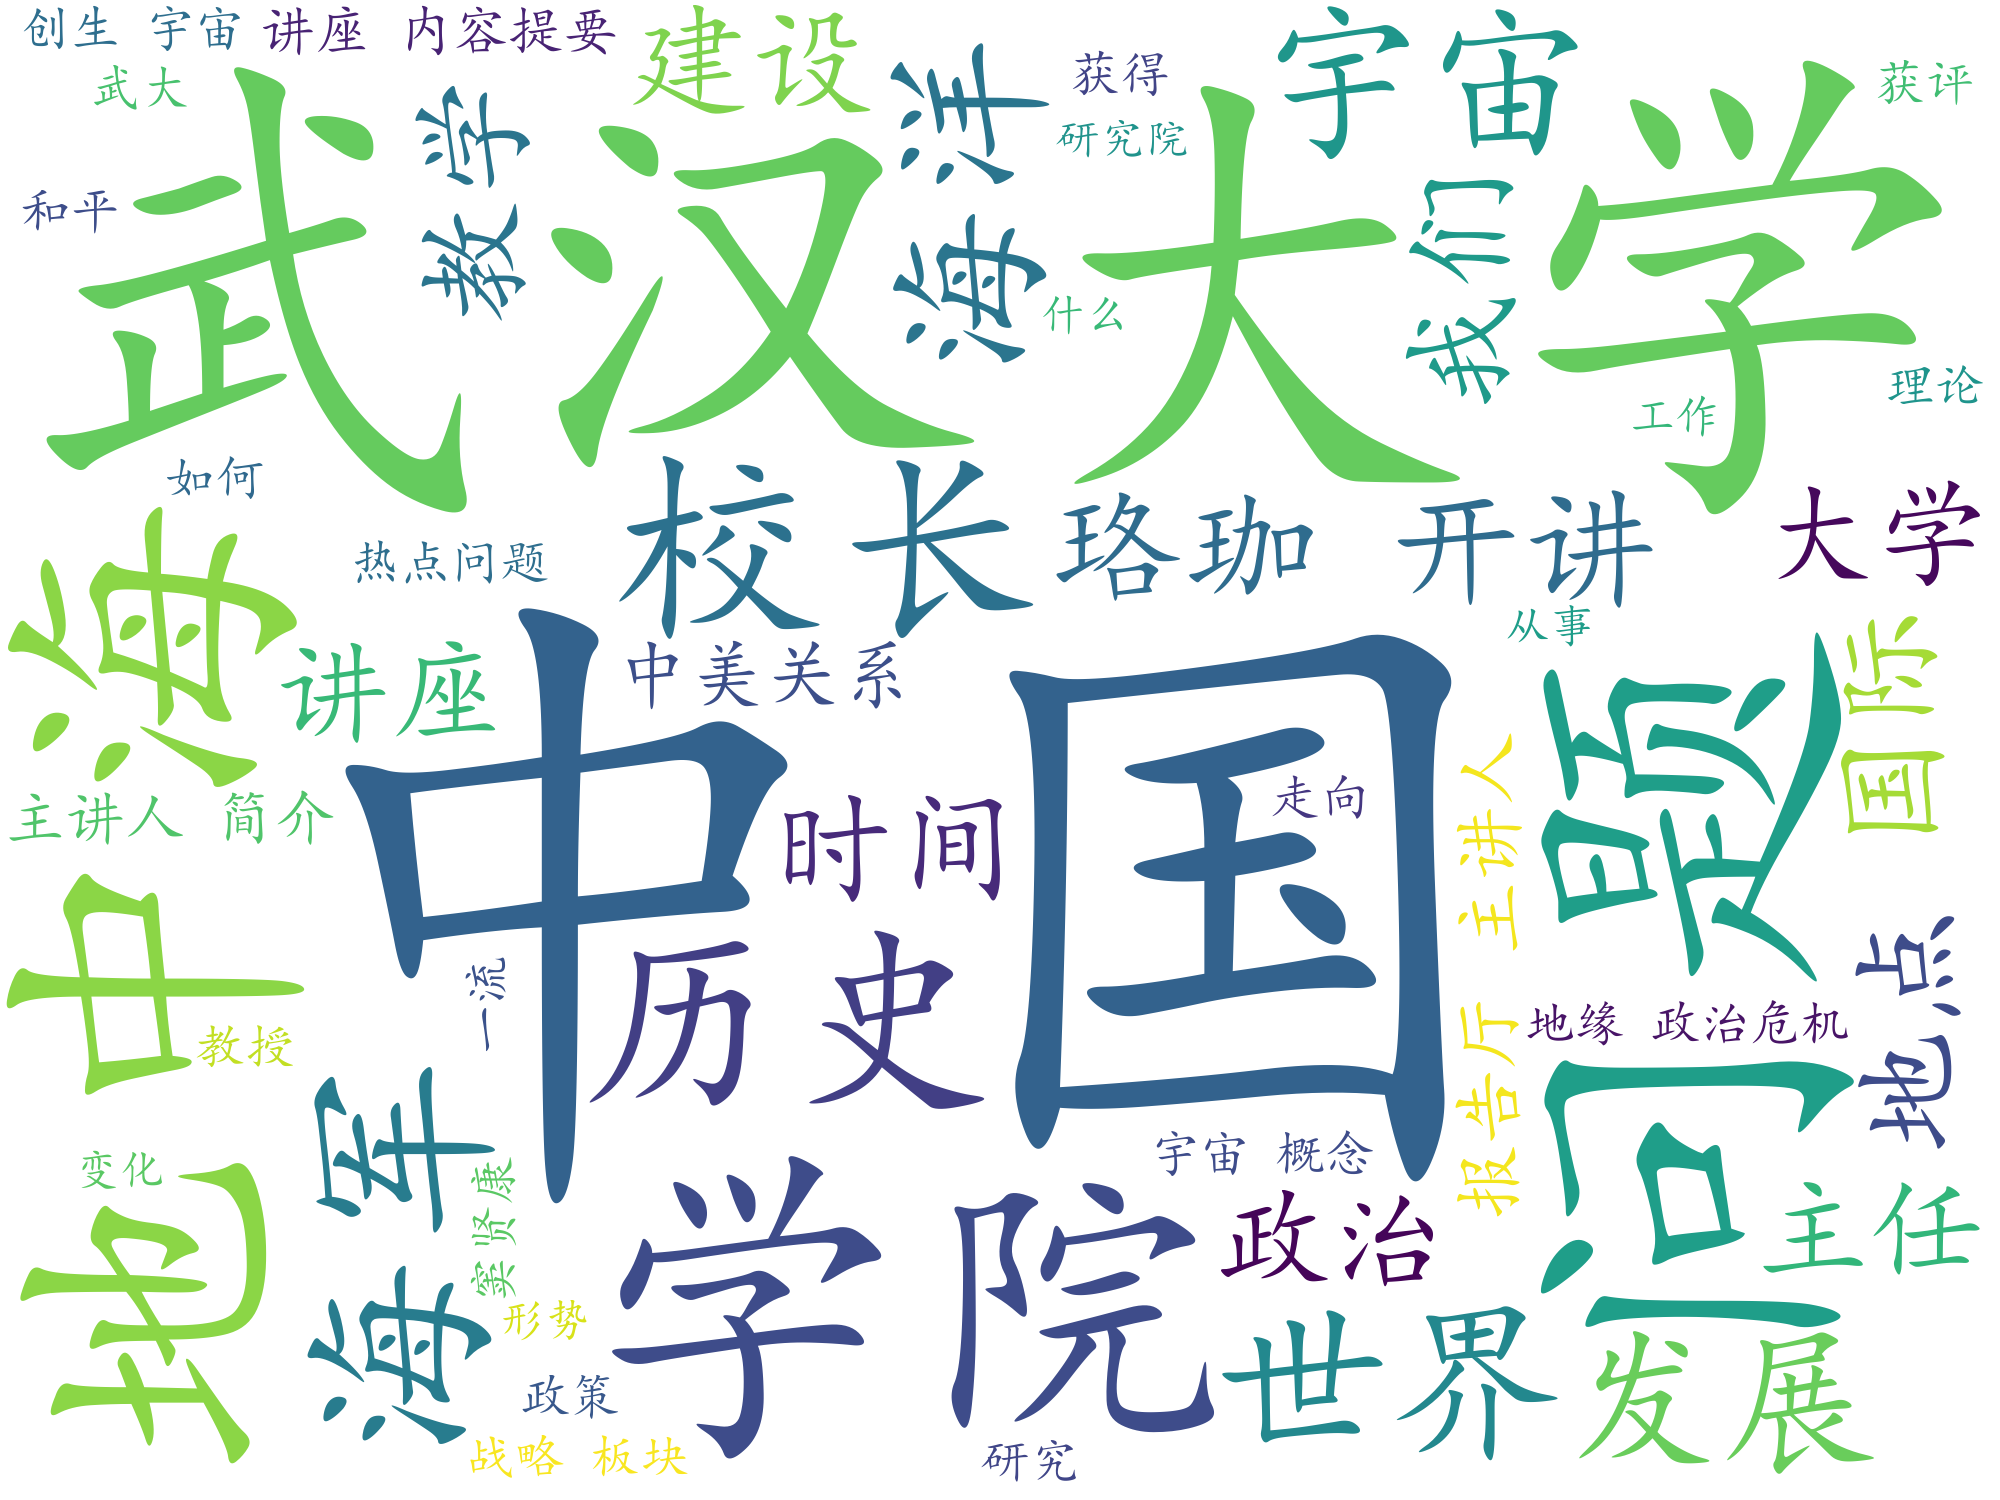 创生 宇宙
讲座 内容提要
建设
宇宙
武大
获得
获评
研究院
武汉大学
教学
海洋
和平
我们
什么
理论
工作
如何
校长
珞珈 开讲
大学
热点问题
从事
地中海
讲座
中美关系
中国
国际
问题
走向
主讲人 简介
时间
报告厅 主讲人
历史
地点
一流
教授
地缘 政治危机
海军
变化
窦贤康
宇宙 概念
学院
政治
主任
形势
世界
发展
政策
战略 板块
研究